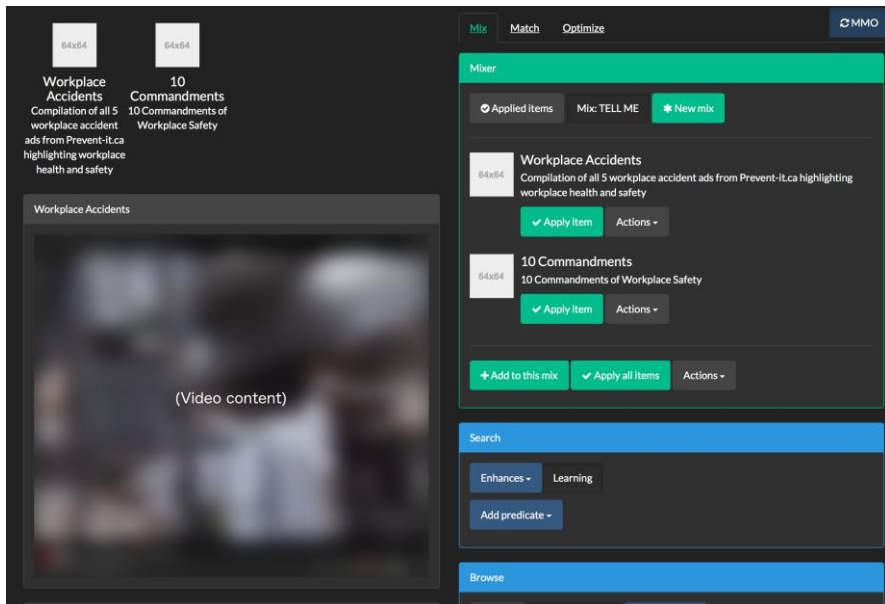 64x64
64x64
Workplace
Accidents
Compilation of all 5
workplace accident
ads from Prevent-it.ca
highlighting workplace
health and safety
10
Commandments
10 Commandments of
Workplace Safety
Workplace Accidents
(Video content)
Mix Match Optimize
MMO
Mixer
Applied items Mix: TELL ME New mix
64x64
Workplace Accidents
Compilation of all 5 workplace accident ads from Prevent-it.ca highlighting
workplace health and safety
Apply item Actions
64x64
10 Commandments
10 Commandments of Workplace Safety
Apply item Actions
Add to this mix Apply all items Actions
Search
Enhances Learning
Add predicate
Browse